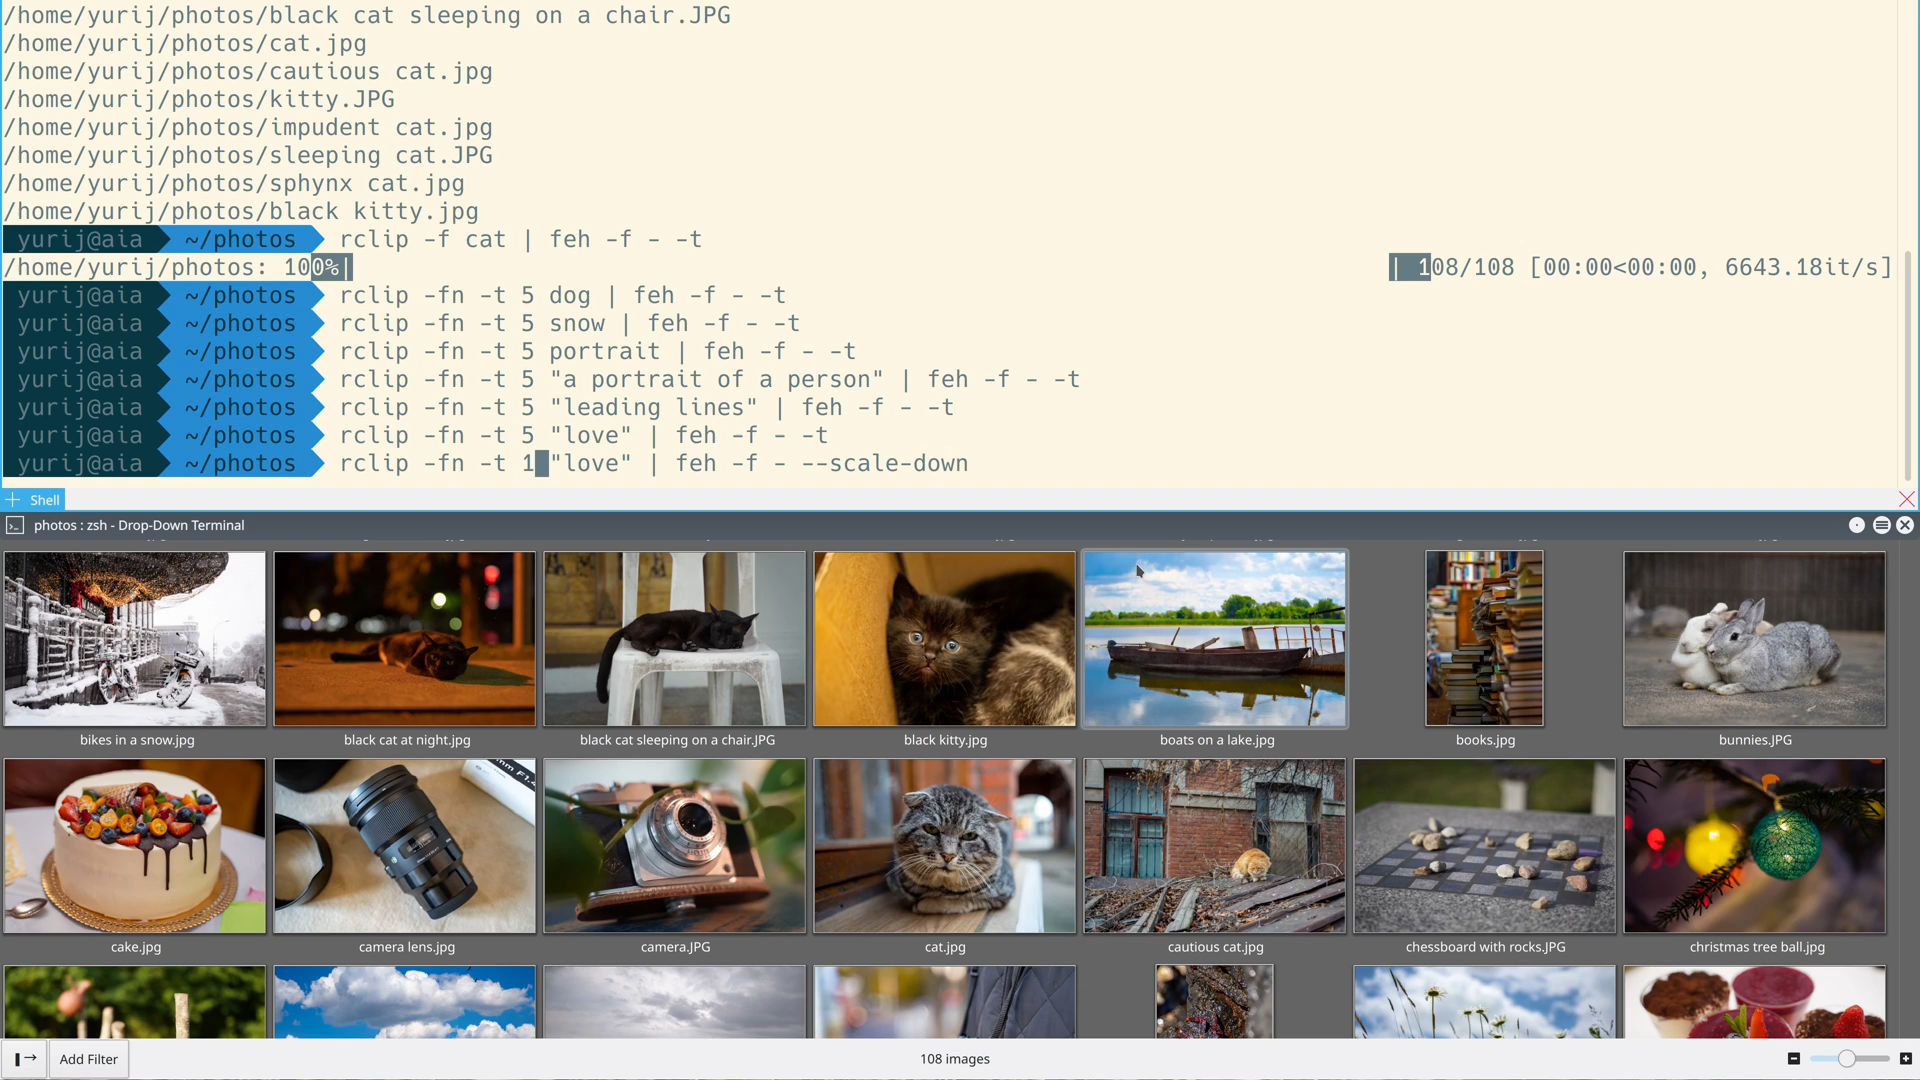 /home/yurij/photos/black cat sleeping on a chair.JPG
/home/yurij/photos/cat.jpg
/home/yurij/photos/cautious cat.jpg
/home/yurij/photos/kitty.JPG
/home/yurij/photos/impudent cat.jpg
/home/yurij/photos/sleeping cat.JPG
/home/yurij/photos/sphynx cat.jpg
/home/yurij/photos/black kitty.jpg
yurij@aia ~/photos rclip -f cat | feh -f - -t
/home/yurij/photos: 100%| | 108/108 [00:00<00:00, 6643.18it/s]
yurij@aia ~/photos rclip -fn -t 5 dog | feh -f - -t
yurij@aia ~/photos rclip -fn -t 5 snow | feh -f - -t
yurij@aia ~/photos rclip -fn -t 5 portrait | feh -f - -t
yurij@aia ~/photos rclip -fn -t 5 "a portrait of a person" | feh -f - -t
yurij@aia ~/photos rclip -fn -t 5 "leading lines" | feh -f - -t
yurij@aia ~/photos rclip -fn -t 5 "love" | feh -f - -t
yurij@aia ~/photos rclip -fn -t 1 "love" | feh -f - --scale-down
Shell
photos : zsh - Drop-Down Terminal
bikes in a snow.jpg
black cat at night.jpg
black cat sleeping on a chair.JPG
black kitty.jpg
boats on a lake.jpg
books.jpg
bunnies.JPG
cake.jpg
camera lens.jpg
camera.JPG
cat.jpg
cautious cat.jpg
chessboard with rocks.JPG
christmas tree ball.jpg
Add Filter
108 images